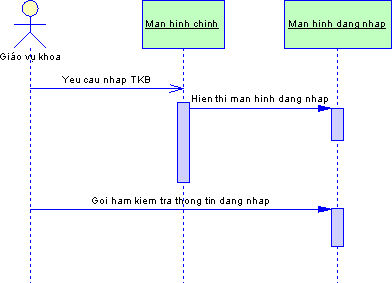 Man hinh chinh
Man hinh dang nhap
Giáo vu khoa
Yeu cau nhap TKB
Hien thi man hinh dang nhap
Goi ham kiem tra thong tin dang nhap